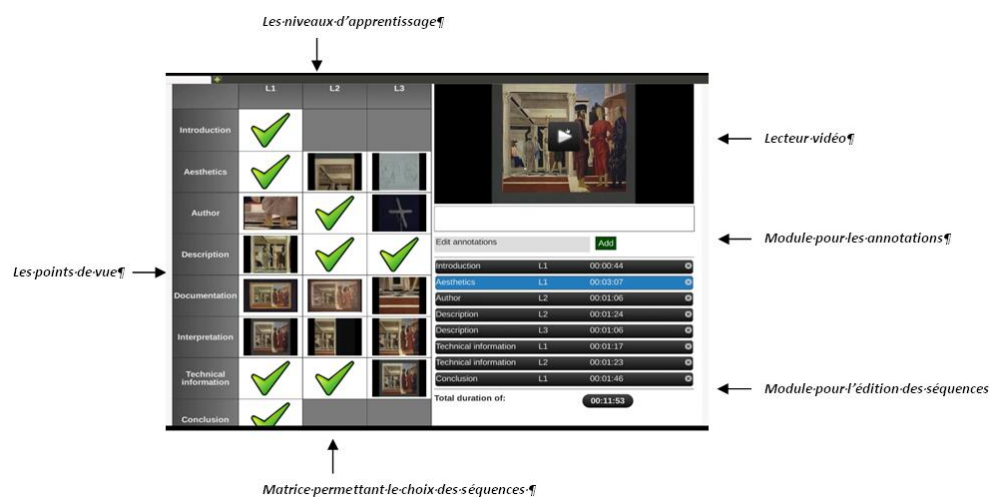 Les·niveaux·d’apprentissage¶
L1 L2 L3
Introduction
Aesthetics
Author
Description
Documentation
Interpretation
Technical
information
Conclusion
Les·points·de·vue¶
Lecteur·vidéo¶
Edit annotations Add
Module·pour·les·annotations¶
Introduction L1 00:00:44
Aesthetics L1 00:03:07
Author L2 00:01:06
Description L2 00:01:24
Description L3 00:01:06
Technical information L1 00:01:17
Technical information L2 00:01:23
Conclusion L1 00:01:46
Total duration of: 00:11:53
Module·pour·l’édition·des·séquences
Matrice·permettant·le·choix·des·séquences·¶